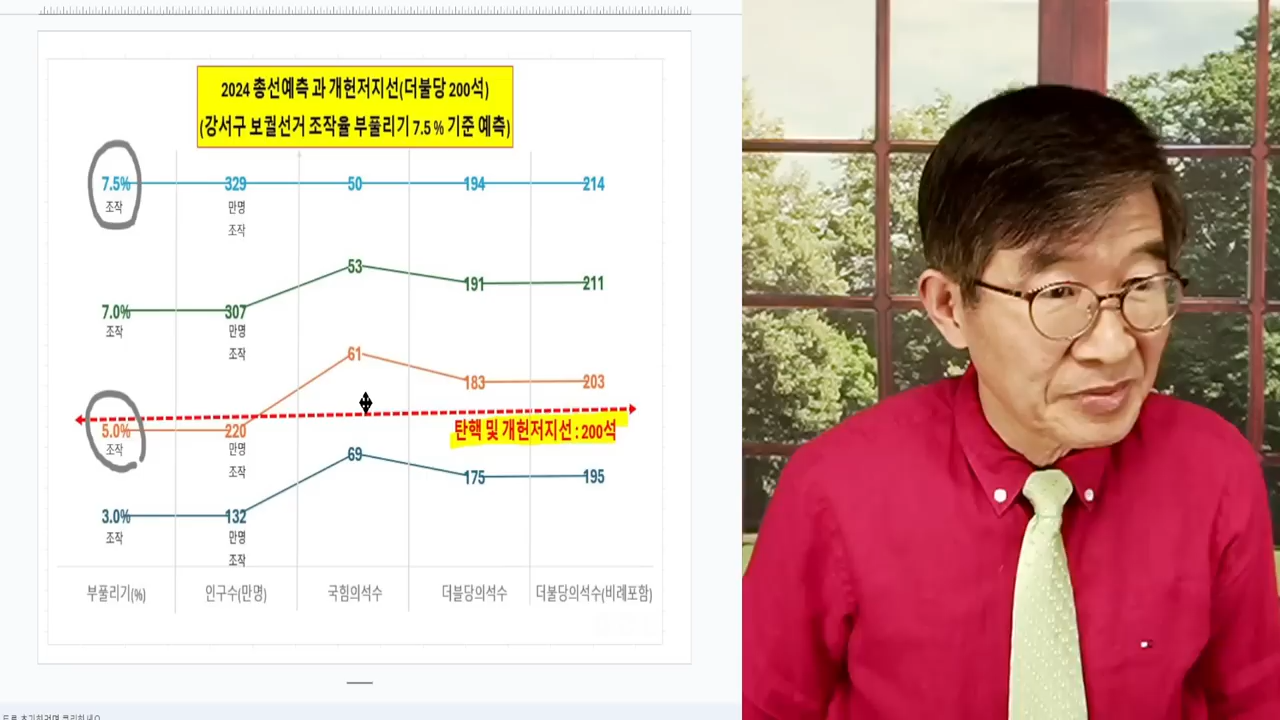 2024 총선예측 과 개헌저지선(더불당 200석)
(강서구 보궐선거 조작율 부풀리기 7.5 % 기준 예측)
7.5% 329 50 194 214
조작 만명
조작
53
191 211
7.0% 307
조작 만명
조작
61
183 203
5.0% 220
탄핵 및 개헌저지선 : 200석
조작 만명
조작
69
175 195
3.0% 132
조작 만명
조작
부풀리기(%) 인구수(만명) 국힘의석수 더블당의석수 더불당의석수(비례포함)